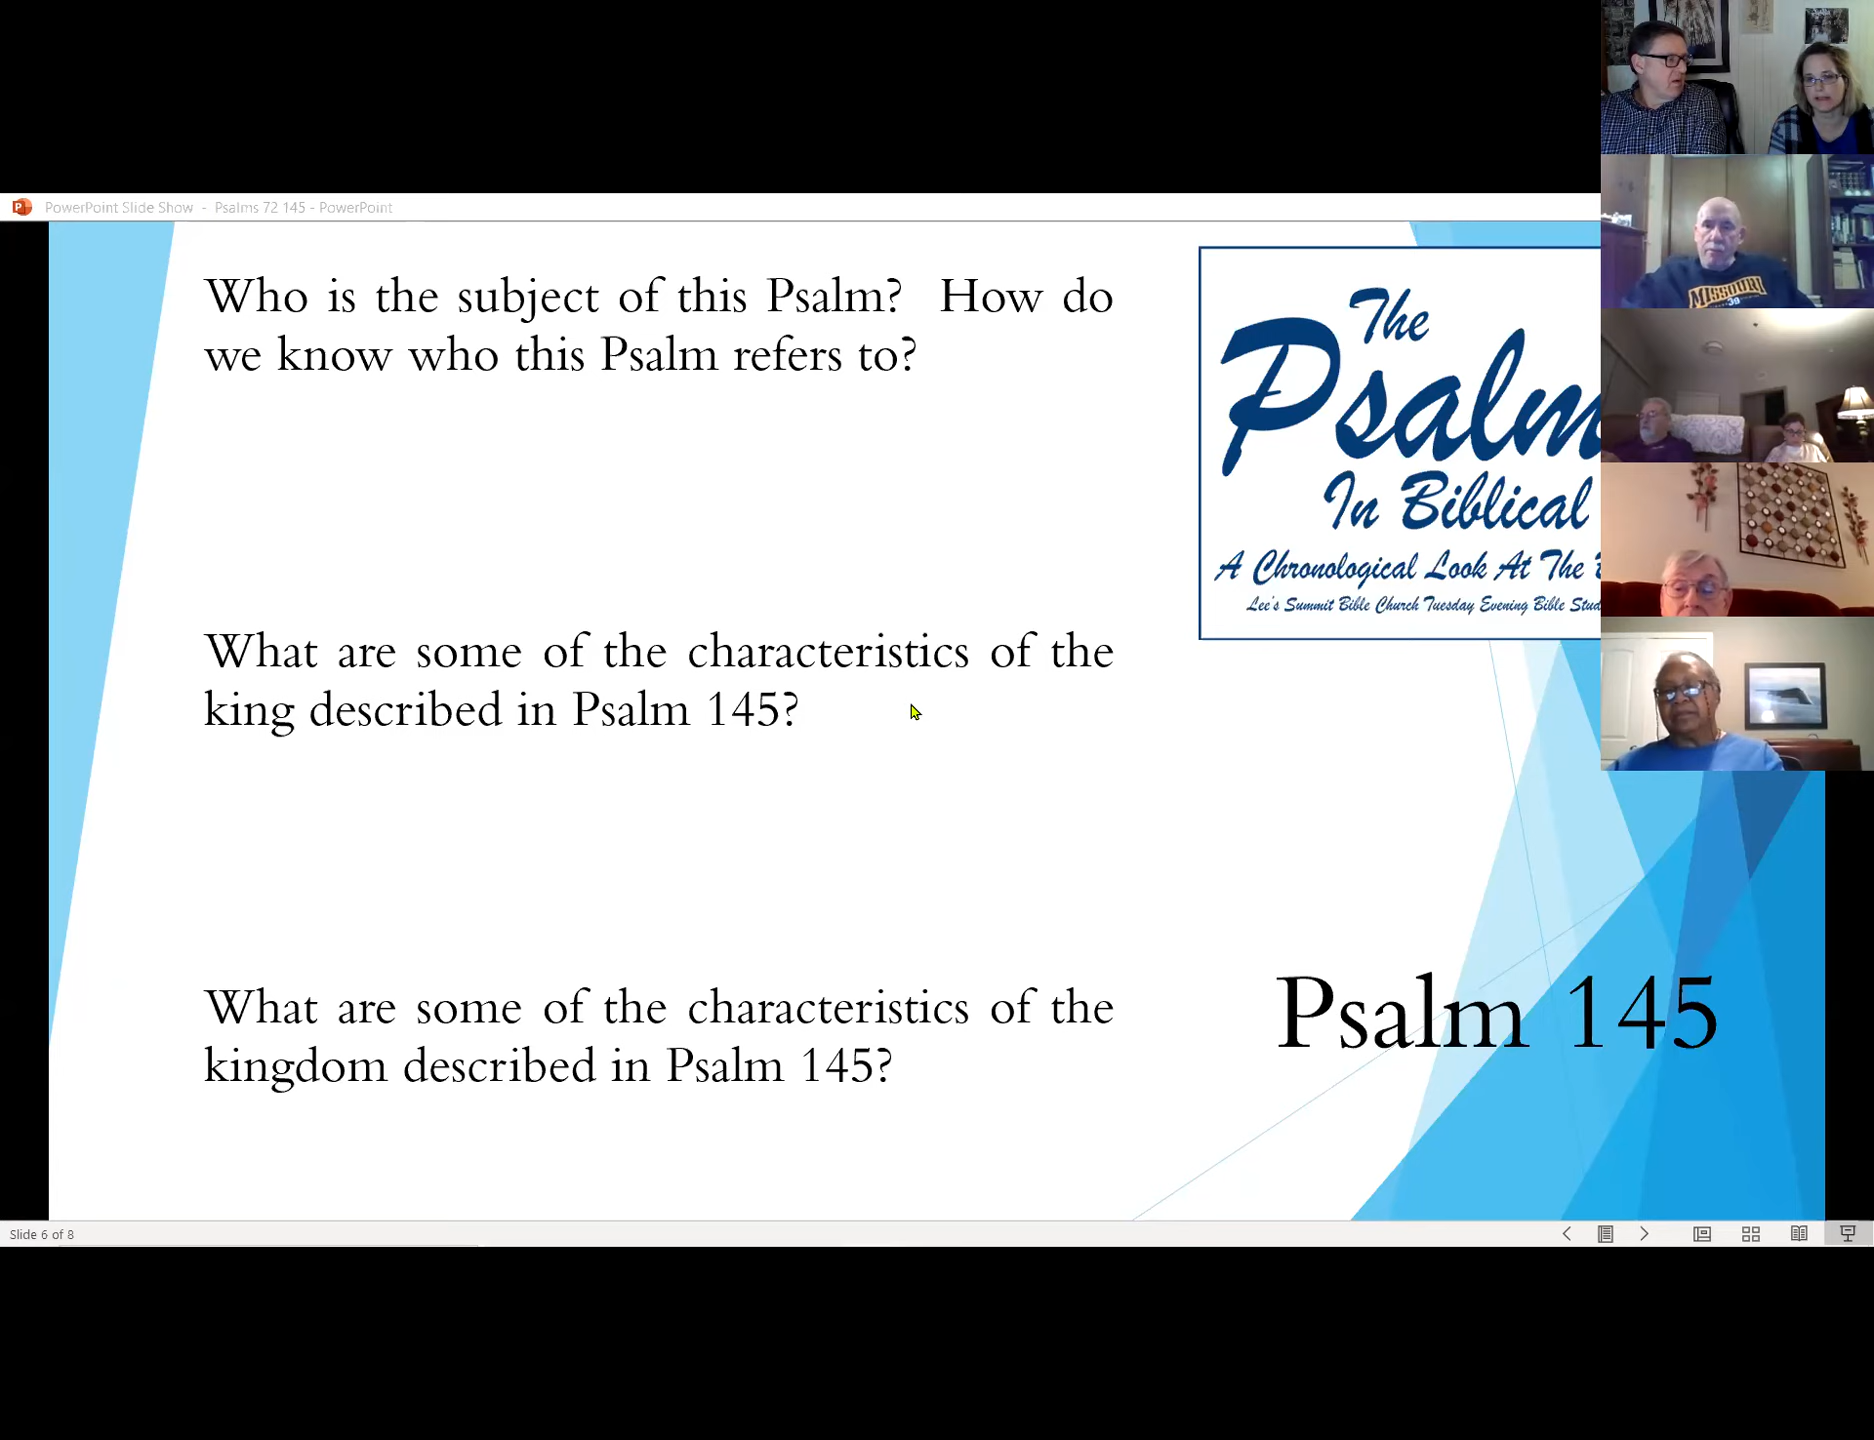 PowerPoint Slide Show - Psalms 72 145 - PowerPoint
Who is the subject of this Psalm? How do
we know who this Psalm refers to?
The
Psalm
In Biblical
A Chronological Look At The
Lee's Summit Bible Church Tuesday Evening Bible
What are some of the characteristics of the
king described in Psalm 145?
What are some of the characteristics of the
kingdom described in Psalm 145?
Psalm 145
MISSOURI
Slide 6 of 8